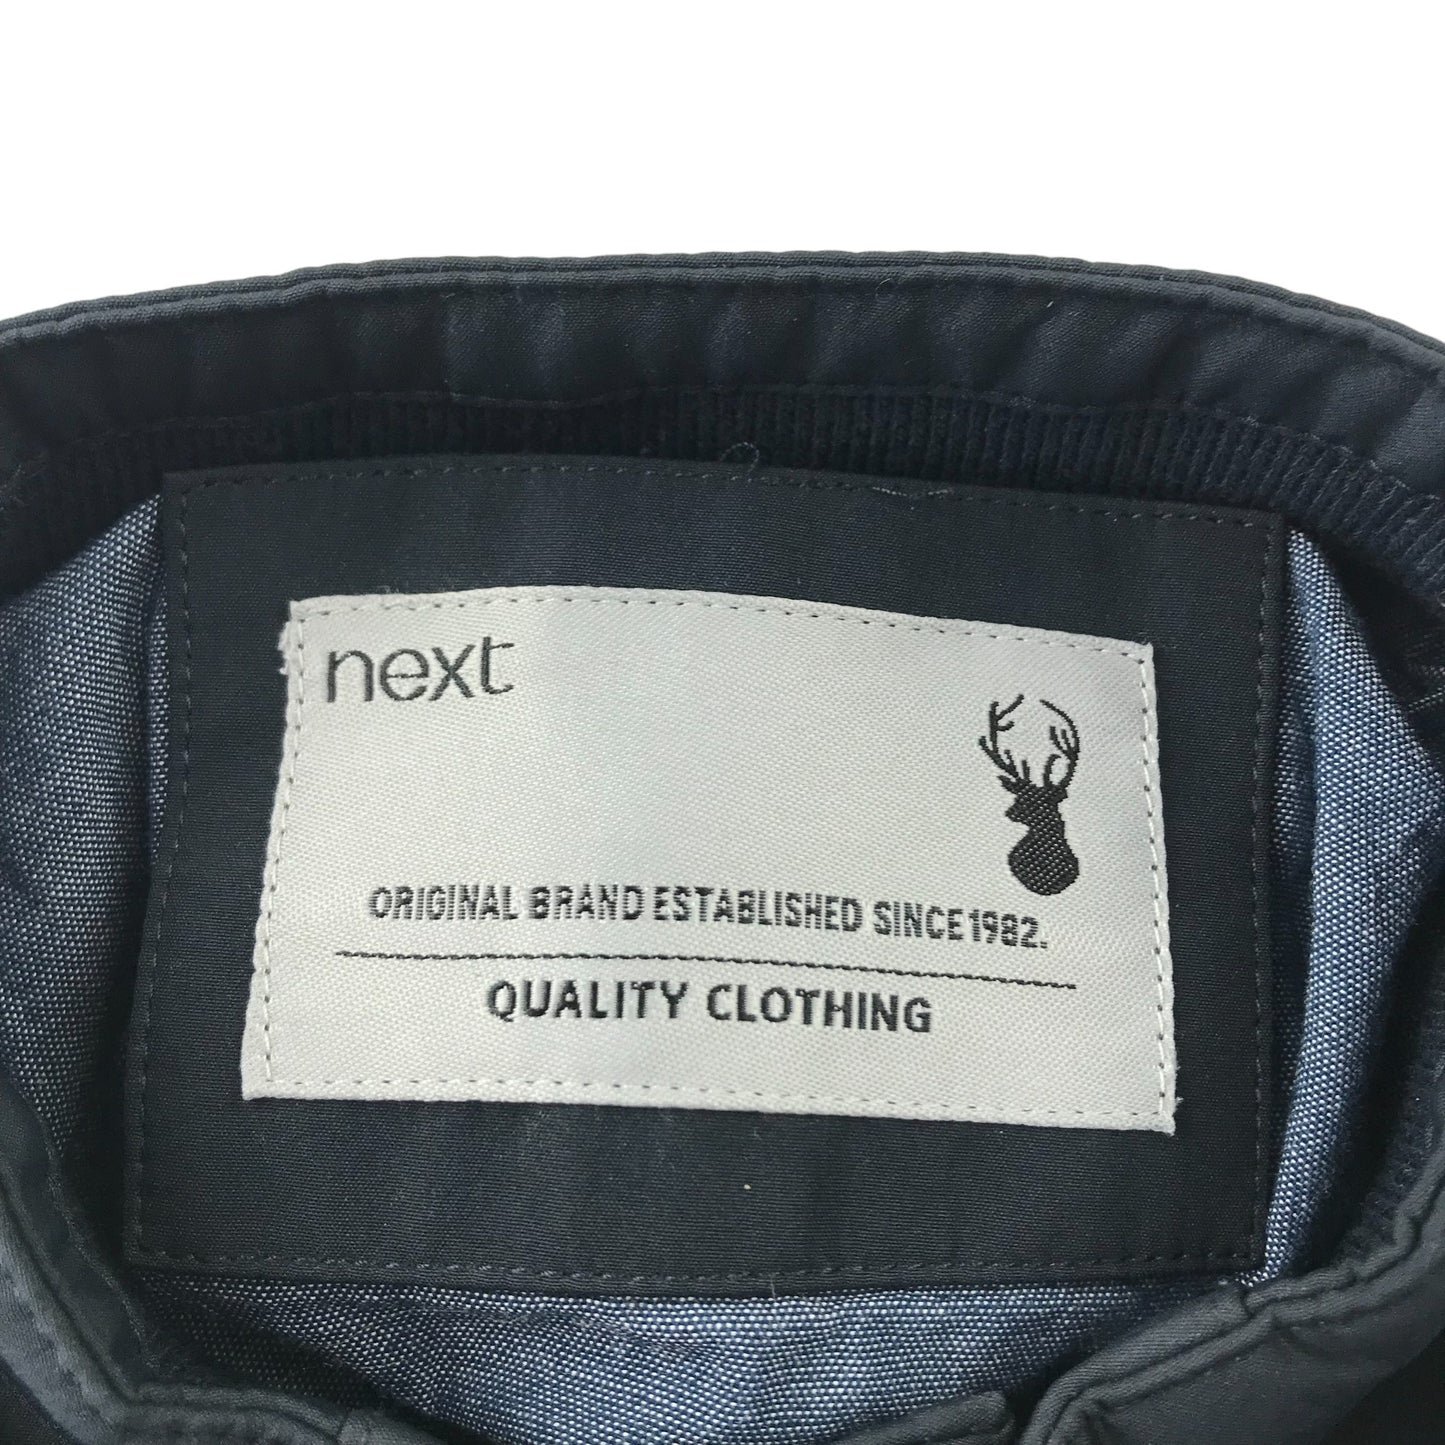 next
ORIGINAL BRAND ESTABLISHED SINCE 1982.
QUALITY CLOTHING